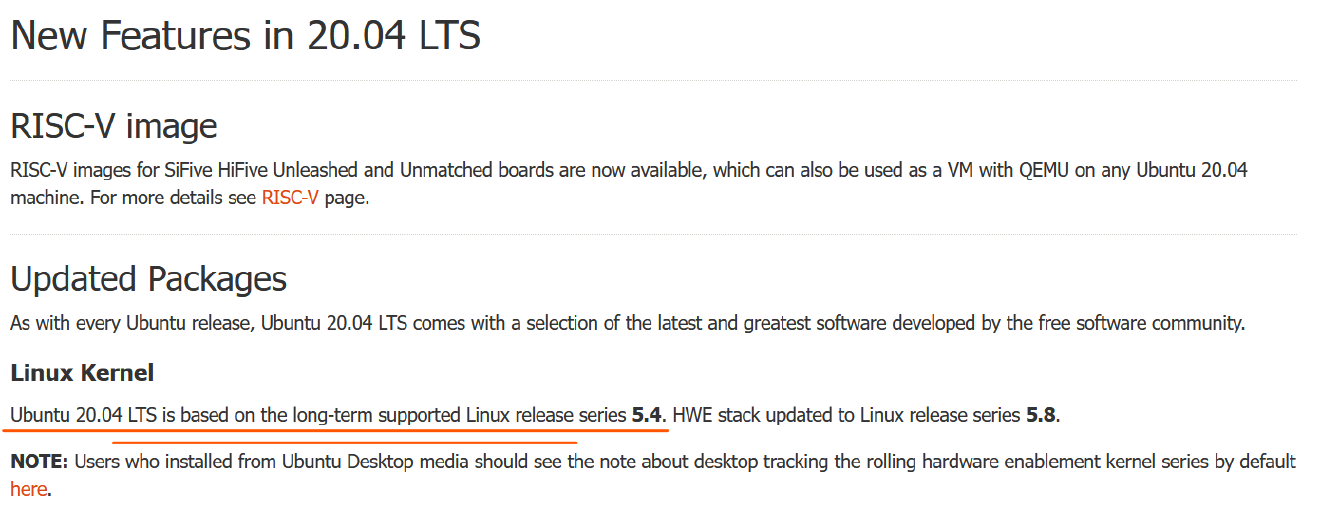 New Features in 20.04 LTS
RISC-V image
RISC-V images for SiFive HiFive Unleashed and Unmatched boards are now available, which can also be used as a VM with QEMU on any Ubuntu 20.04
machine. For more details see RISC-V page.
Updated Packages
As with every Ubuntu release, Ubuntu 20.04 LTS comes with a selection of the latest and greatest software developed by the free software community.
Linux Kernel
Ubuntu 20.04 LTS is based on the long-term supported Linux release series 5.4. HWE stack updated to Linux release series 5.8.
NOTE: Users who installed from Ubuntu Desktop media should see the note about desktop tracking the rolling hardware enablement kernel series by default
here.